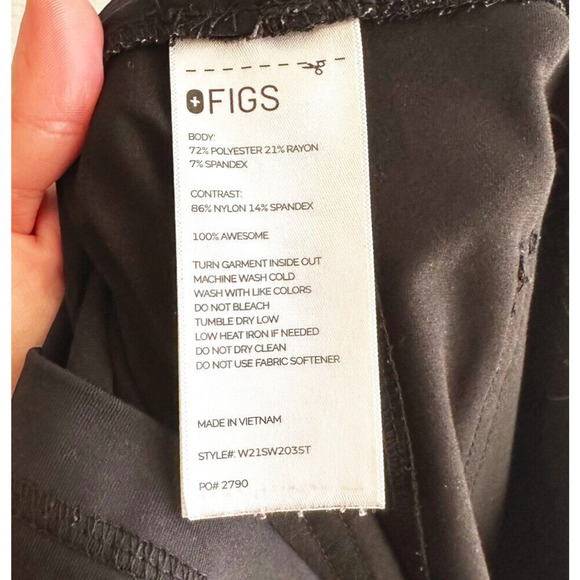 FIGS
BODY:
72% POLYESTER 21% RAYON
7% SPANDEX
CONTRAST:
86% NYLON 14% SPANDEX
100% AWESOME
TURN GARMENT INSIDE OUT
MACHINE WASH COLD
WASH WITH LIKE COLORS
DO NOT BLEACH
TUMBLE DRY LOW
LOW HEAT IRON IF NEEDED
DO NOT DRY CLEAN
DO NOT USE FABRIC SOFTENER
MADE IN VIETNAM
STYLE#: W21SW2035T
PO# 2790